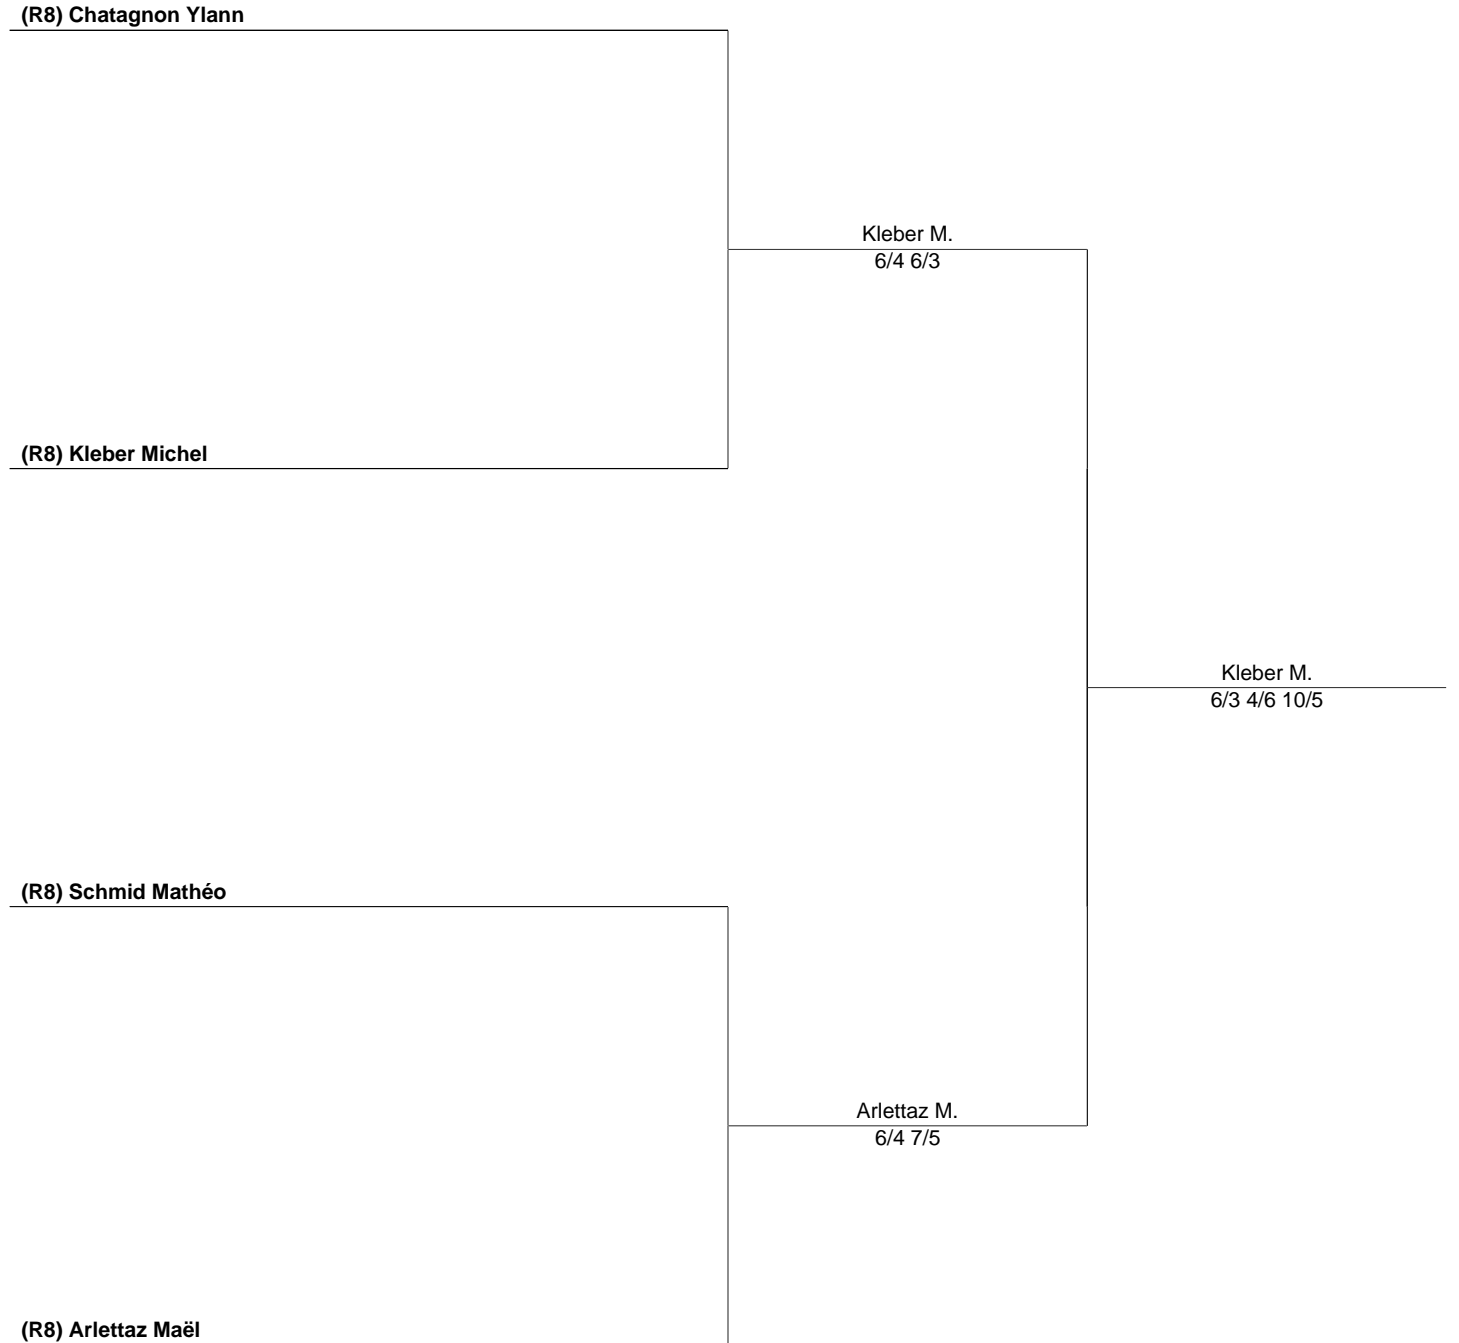 (R8) Chatagnon Ylann
Kleber M.
6/4 6/3
(R8) Kleber Michel
Kleber M.
6/3 4/6 10/5
(R8) Schmid Mathéo
Arlettaz M.
6/4 7/5
(R8) Arlettaz Maël